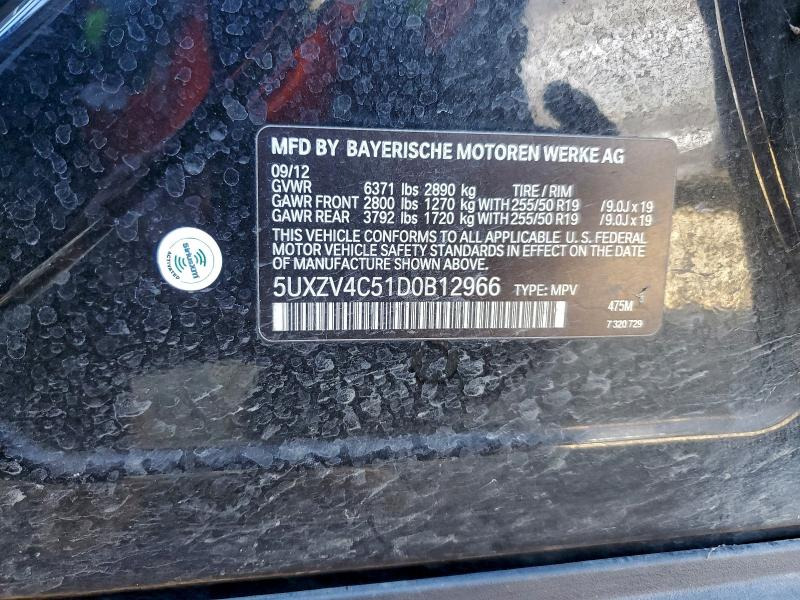 MFD BY BAYERISCHE MOTOREN WERKE AG
09/12
GVWR 6371 lbs 2890 kg TIRE / RIM
GAWR FRONT 2800 lbs 1270 kg WITH 255/50 R19 /9.0J x 19
GAWR REAR 3792 lbs 1720 kg WITH 255/50 R19 /9.0J x 19
THIS VEHICLE CONFORMS TO ALL APPLICABLE U. S. FEDERAL
MOTOR VEHICLE SAFETY STANDARDS IN EFFECT ON THE DATE
OF MANUFACTURE SHOWN ABOVE.
5UXZV4C51D0B12966 TYPE: MPV
475M
7 320 729
((SiriusXM))
ACTIVATED